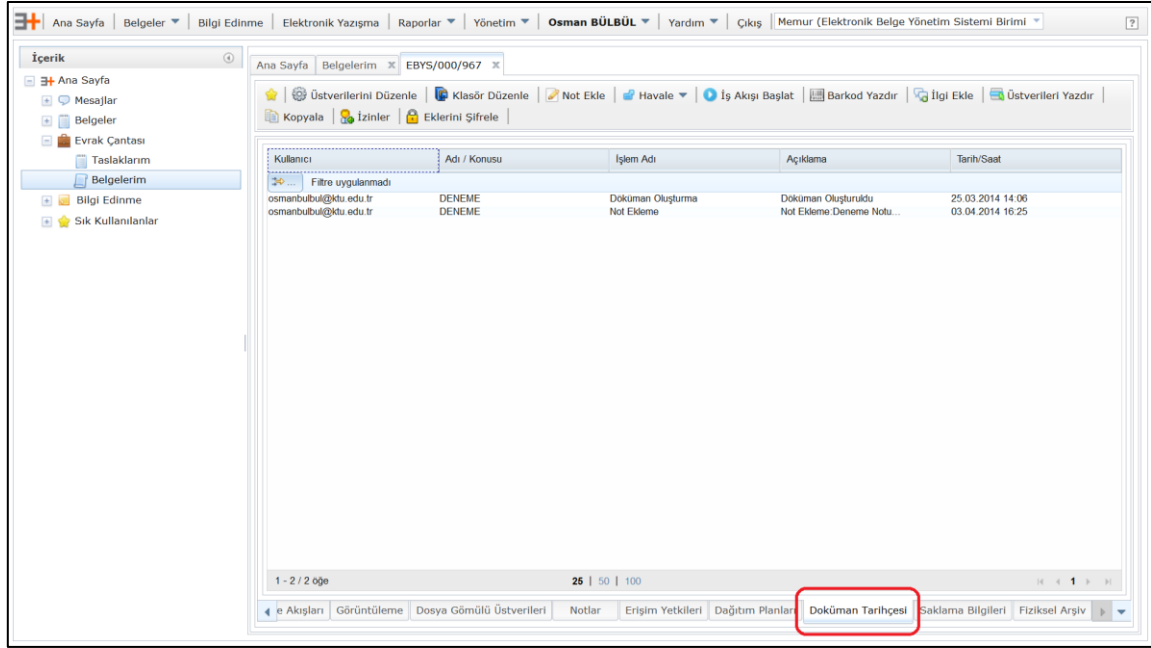 Ana Sayfa Belgeler Bilgi Edinme Elektronik Yazışma Raporlar Yönetim Osman BÜLBÜL Yardım Çıkış Memur (Elektronik Belge Yönetim Sistemi Birimi ?
İçerik
Ana Sayfa
Mesajlar
Belgeler
Evrak Çantası
Taslaklarım
Belgelerim
Bilgi Edinme
Sık Kullanılanlar
Ana Sayfa Belgelerim EBYS/000/967
Üstverilerini Düzenle Klasör Düzenle Not Ekle Havale İş Akışı Başlat Barkod Yazdır İlgi Ekle Üstverileri Yazdır
Kopyala İzinler Eklerini Şifrele
Kullanıcı Adı / Konusu İşlem Adı Açıklama Tarih/Saat
... Filtre uygulanmadı
osmanbulbul@ktu.edu.tr DENEME Döküman Oluşturma Döküman Oluşturuldu 25.03.2014 14:06
osmanbulbul@ktu.edu.tr DENEME Not Ekleme Not Ekleme:Deneme Notu... 03.04.2014 16:25
1 - 2 / 2 öğe 25 | 50 | 100 1
e Akışları Görüntüleme Dosya Gömülü Üstverileri Notlar Erişim Yetkileri Dağıtım Planları Doküman Tarihçesi Saklama Bilgileri Fiziksel Arşiv